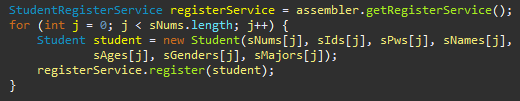 StudentRegisterService registerService = assembler.getRegisterService();
for (int j = 0; j < sNums.length; j++) {
    Student student = new Student(sNums[j], sIds[j], sPws[j], sNames[j],
            sAges[j], sGenders[j], sMajors[j]);
    registerService.register(student);
}